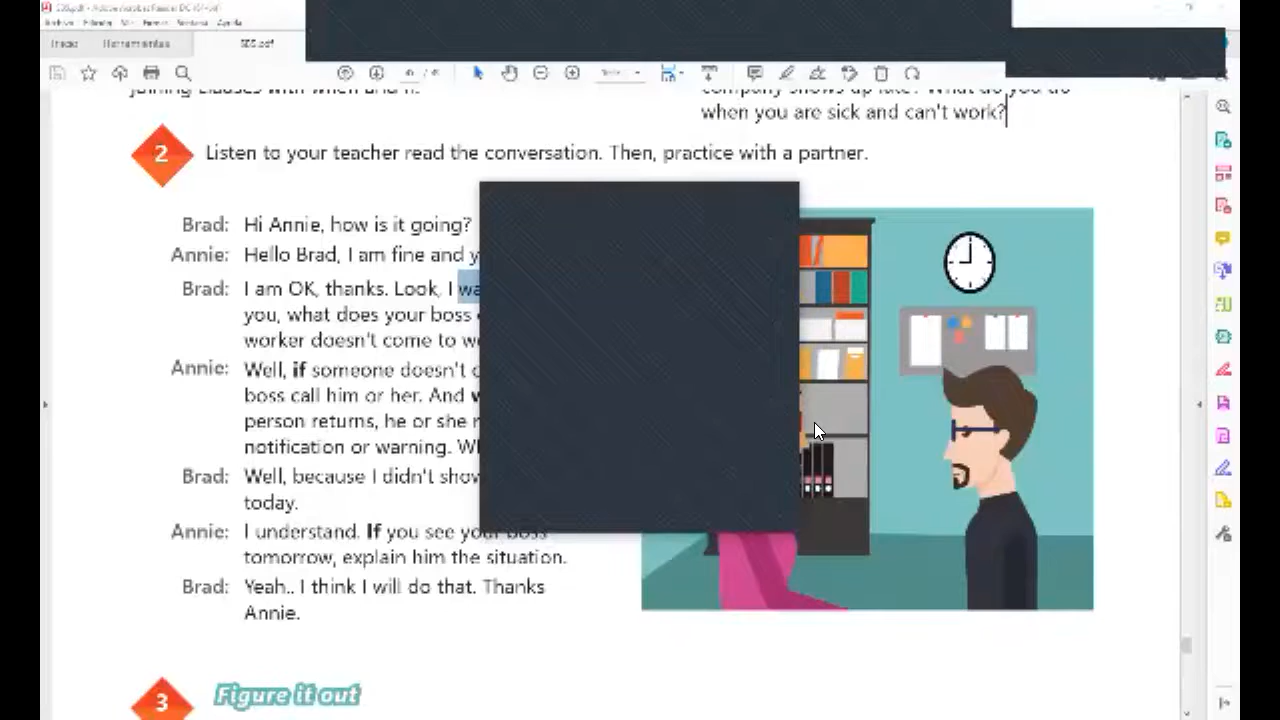 Inicio Herramientas 505.pdf
when you are sick and can't work?
2 Listen to your teacher read the conversation. Then, practice with a partner.
Brad: Hi Annie, how is it going?
Annie: Hello Brad, I am fine and
Brad: I am OK, thanks. Look, I
you, what does your boss
worker doesn't come to
Annie: Well, if someone doesn't
boss call him or her. And
person returns, he or she
notification or warning.
Brad: Well, because I didn't
today.
Annie: I understand. If you see your boss
tomorrow, explain him the situation.
Brad: Yeah.. I think I will do that. Thanks
Annie.
3 Figure it out